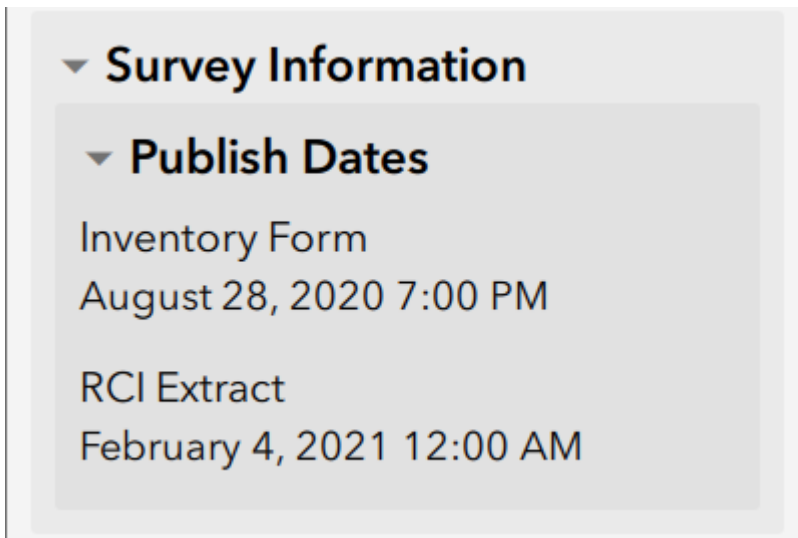 Survey Information
Publish Dates
Inventory Form
August 28, 2020 7:00 PM
RCI Extract
February 4, 2021 12:00 AM